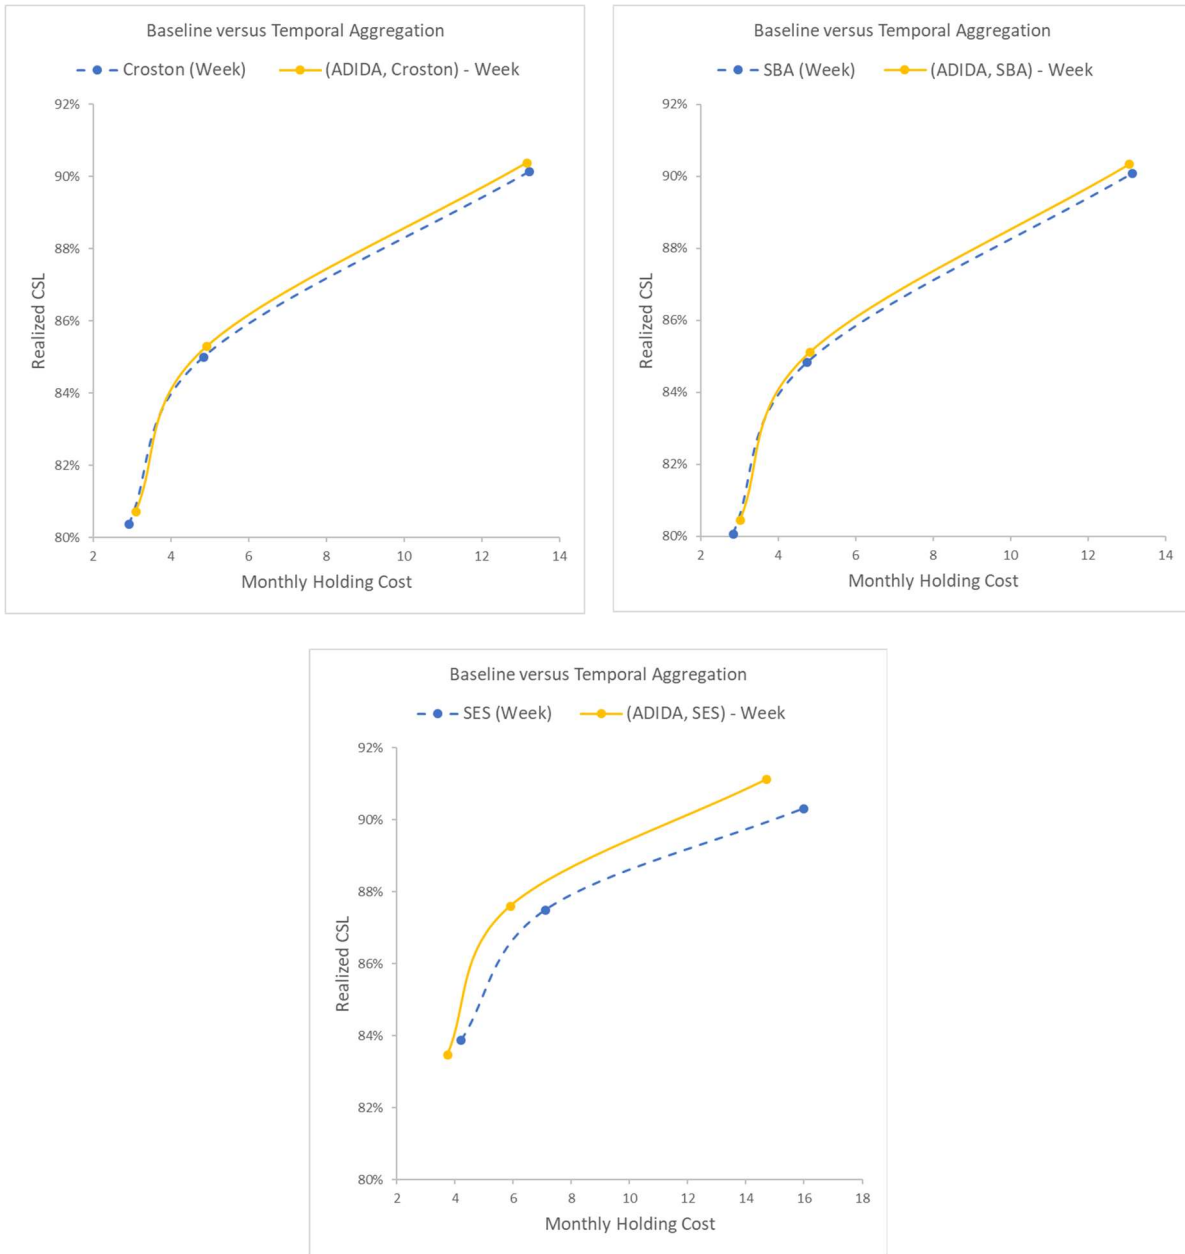 Baseline versus Temporal Aggregation
Croston (Week) (ADIDA, Croston) - Week
92%
90%
88%
86%
84%
82%
80%
Realized CSL
2 4 6 8 10 12 14
Monthly Holding Cost
Baseline versus Temporal Aggregation
SBA (Week) (ADIDA, SBA) - Week
92%
90%
88%
86%
84%
82%
80%
Realized CSL
2 4 6 8 10 12 14
Monthly Holding Cost
Baseline versus Temporal Aggregation
SES (Week) (ADIDA, SES) - Week
92%
90%
88%
86%
84%
82%
80%
Realized CSL
2 4 6 8 10 12 14 16 18
Monthly Holding Cost